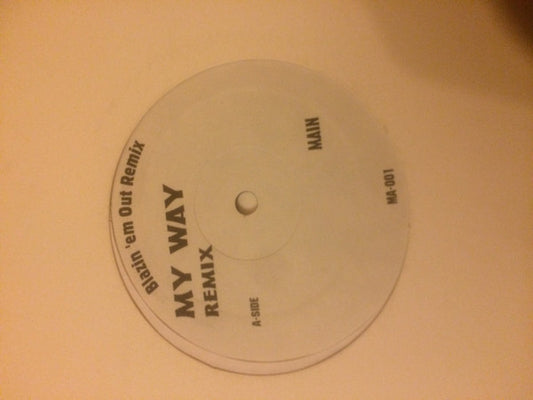 Blazin 'em Out Remix
MY WAY
REMIX
A-SIDE
MAIN
MA-001